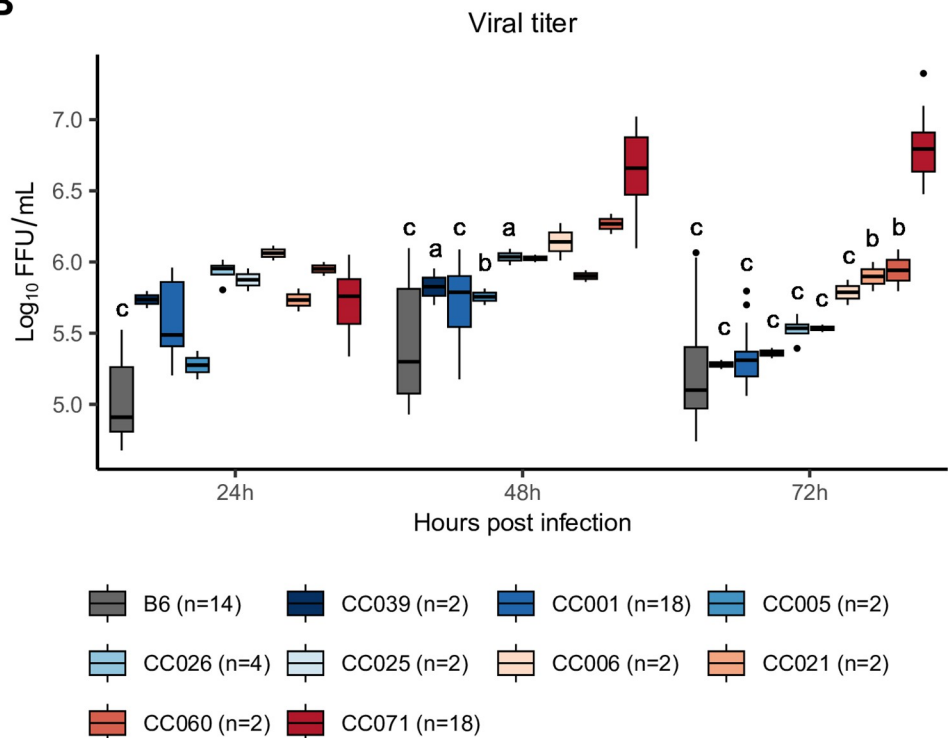 B
Viral titer
Log10 FFU/mL
7.0
6.5
6.0
5.5
5.0
c
c
a
c
b
a
c
c
c
c
c
c
c
b
b
24h
48h
72h
Hours post infection
B6 (n=14)
CC039 (n=2)
CC001 (n=18)
CC005 (n=2)
CC026 (n=4)
CC025 (n=2)
CC006 (n=2)
CC021 (n=2)
CC060 (n=2)
CC071 (n=18)